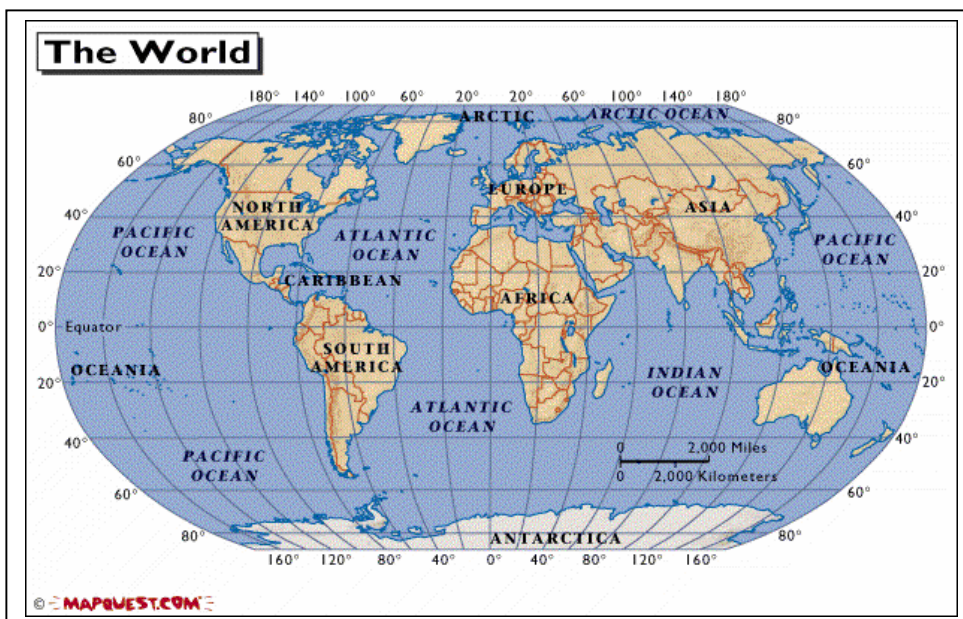 The World
180° 140° 100° 60° 20° 20° 60° 100° 140° 180°
80° ARCTIC ARCTIC OCEAN 80°
60° 60°
EUROPE
NORTH AMERICA
ASIA
40° 40°
PACIFIC OCEAN
ATLANTIC OCEAN
PACIFIC OCEAN
20° 20°
CARIBBEAN
AFRICA
0° Equator 0°
SOUTH AMERICA
OCEANIA
OCEANIA
INDIAN OCEAN
20° 20°
ATLANTIC OCEAN
40° 40°
0 2,000 Miles
0 2,000 Kilometers
PACIFIC OCEAN
60° 60°
80° ANTARCTICA 80°
160° 120° 80° 40° 0° 40° 80° 120° 160°
© MAPQUEST.COM